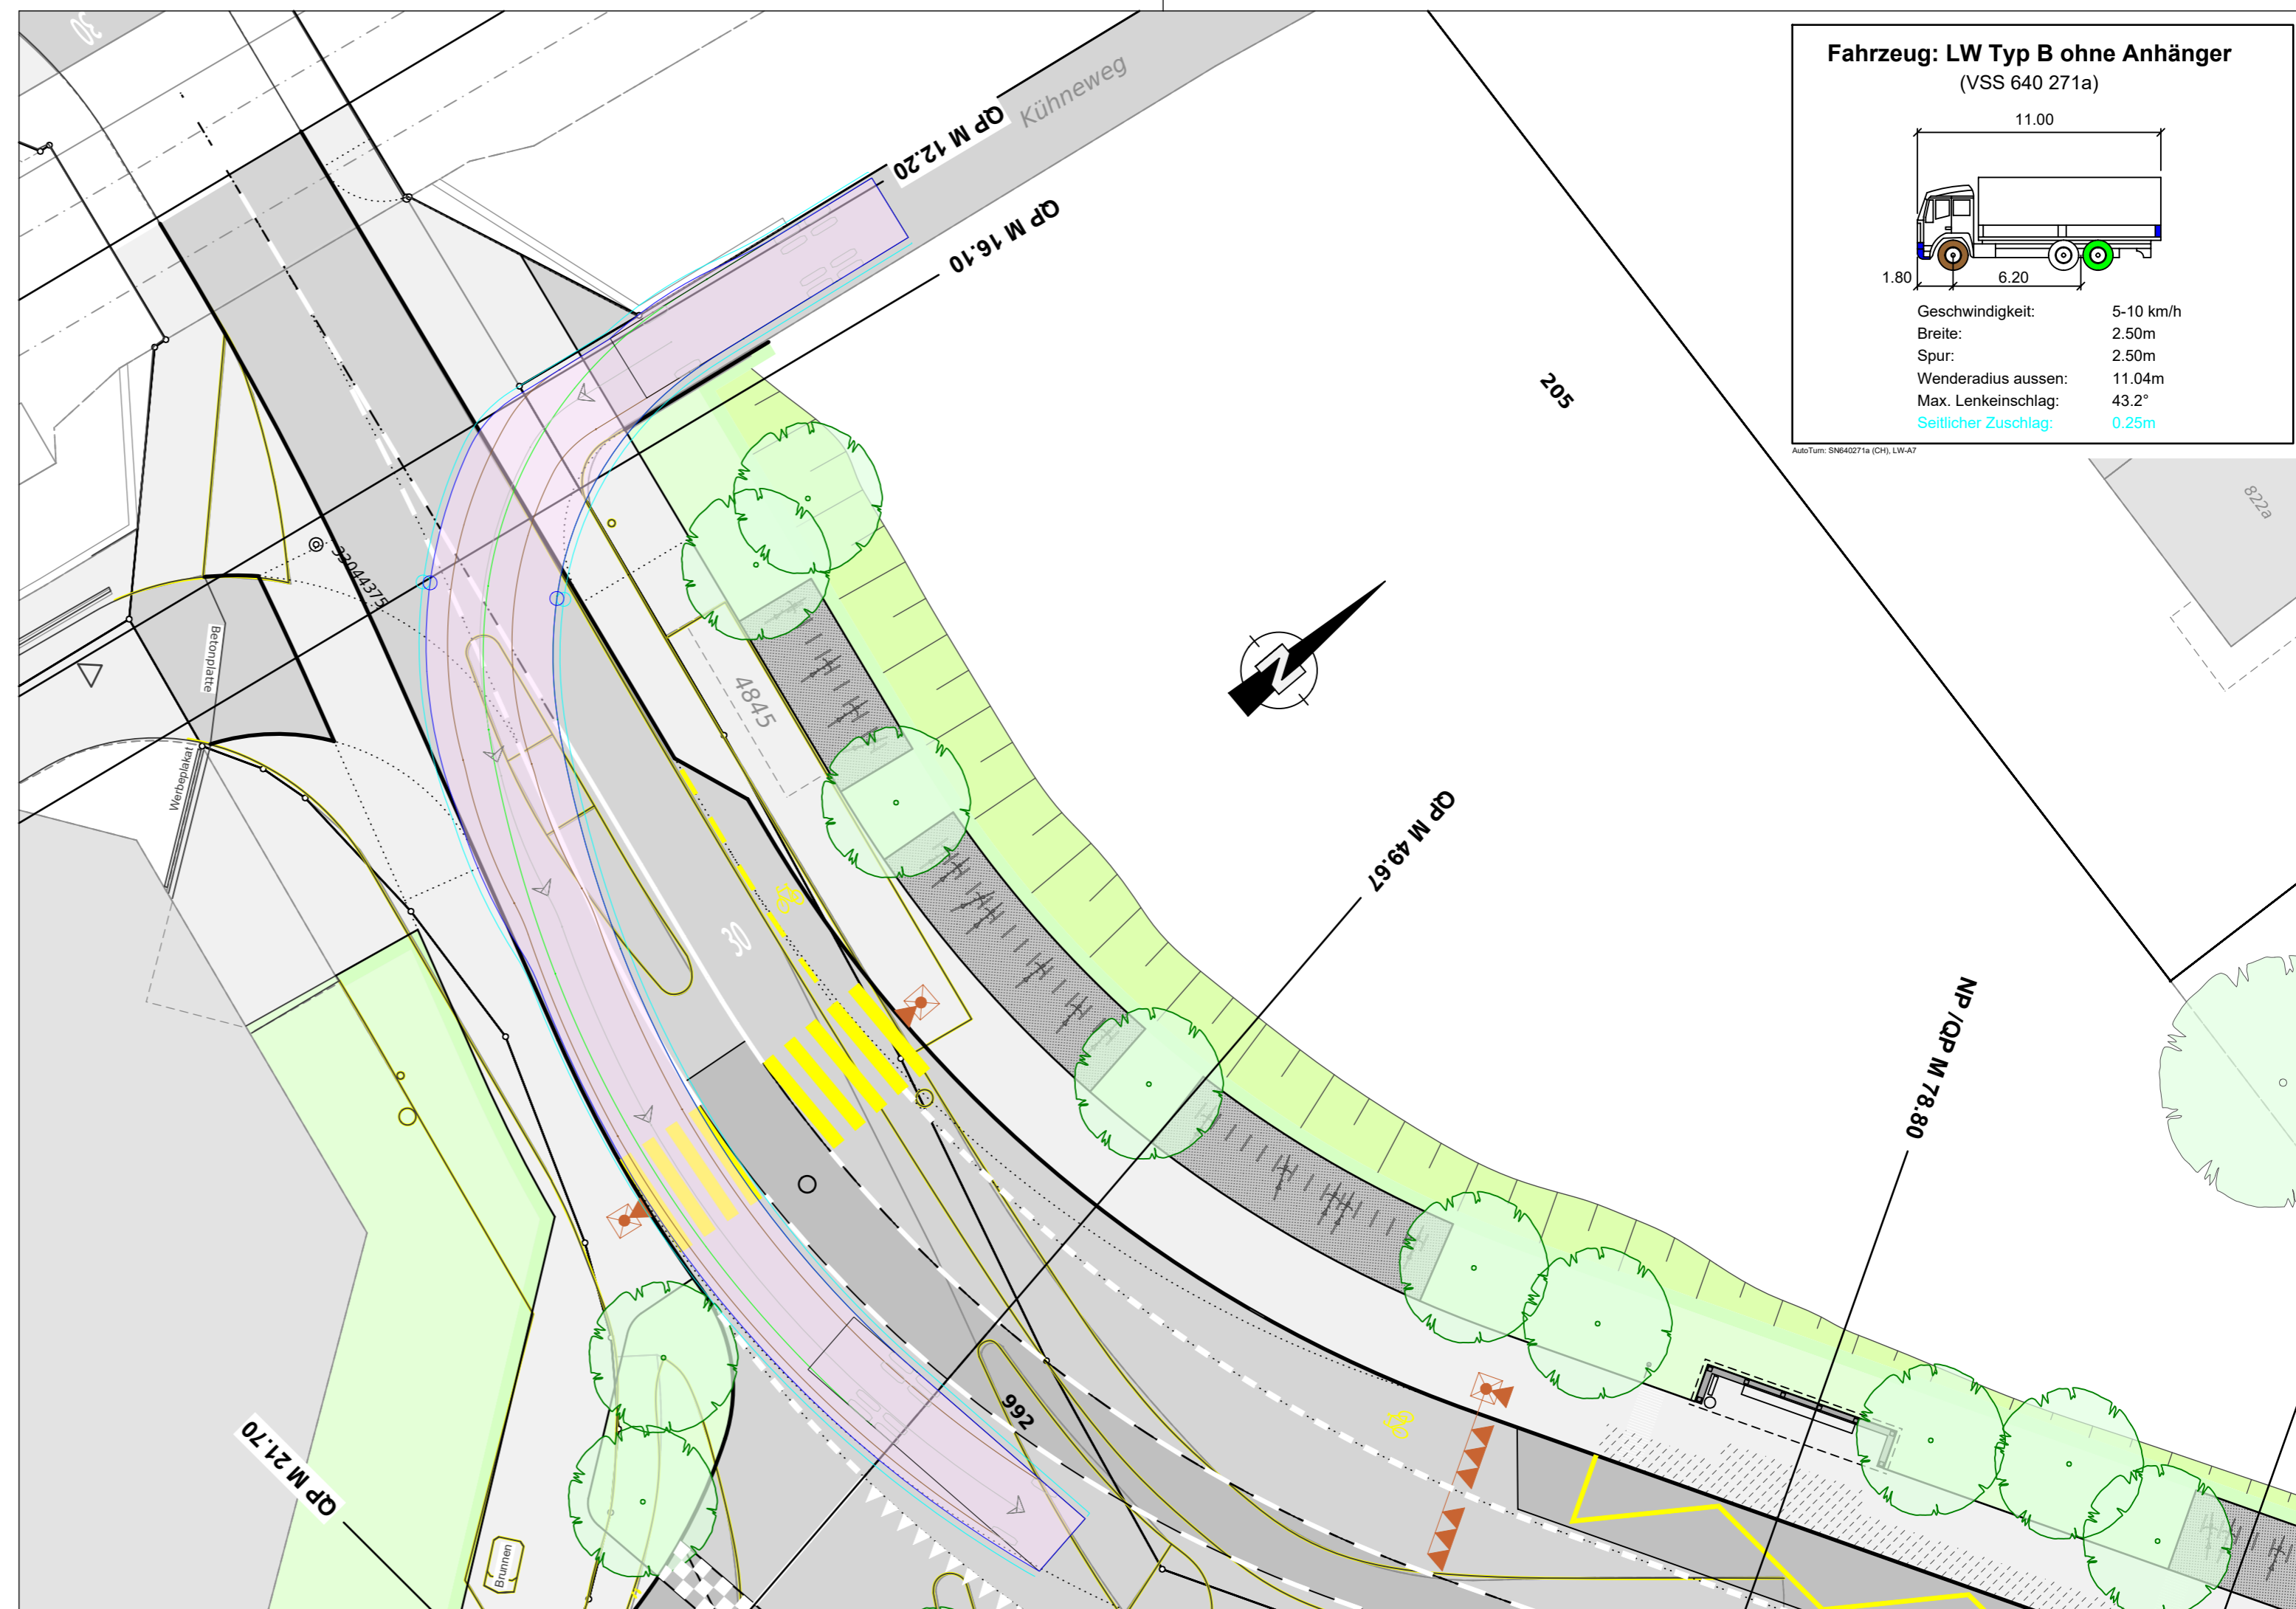 30
Kühneweg
QP M 12.20
QP M 16.10
Fahrzeug: LW Typ B ohne Anhänger
(VSS 640 271a)
11.00
1.80
6.20
Geschwindigkeit: 5-10 km/h
Breite: 2.50m
Spur: 2.50m
Wenderadius aussen: 11.04m
Max. Lenkeinschlag: 43.2°
Seitlicher Zuschlag: 0.25m
AutoTurn: SN640271a (CH), LW-A7
205
822a
33044375
Betonplatte
N
4845
Werbeplakat
QP M 49.67
30
NP/QP M 78.80
266
QP M 21.70
Brunnen